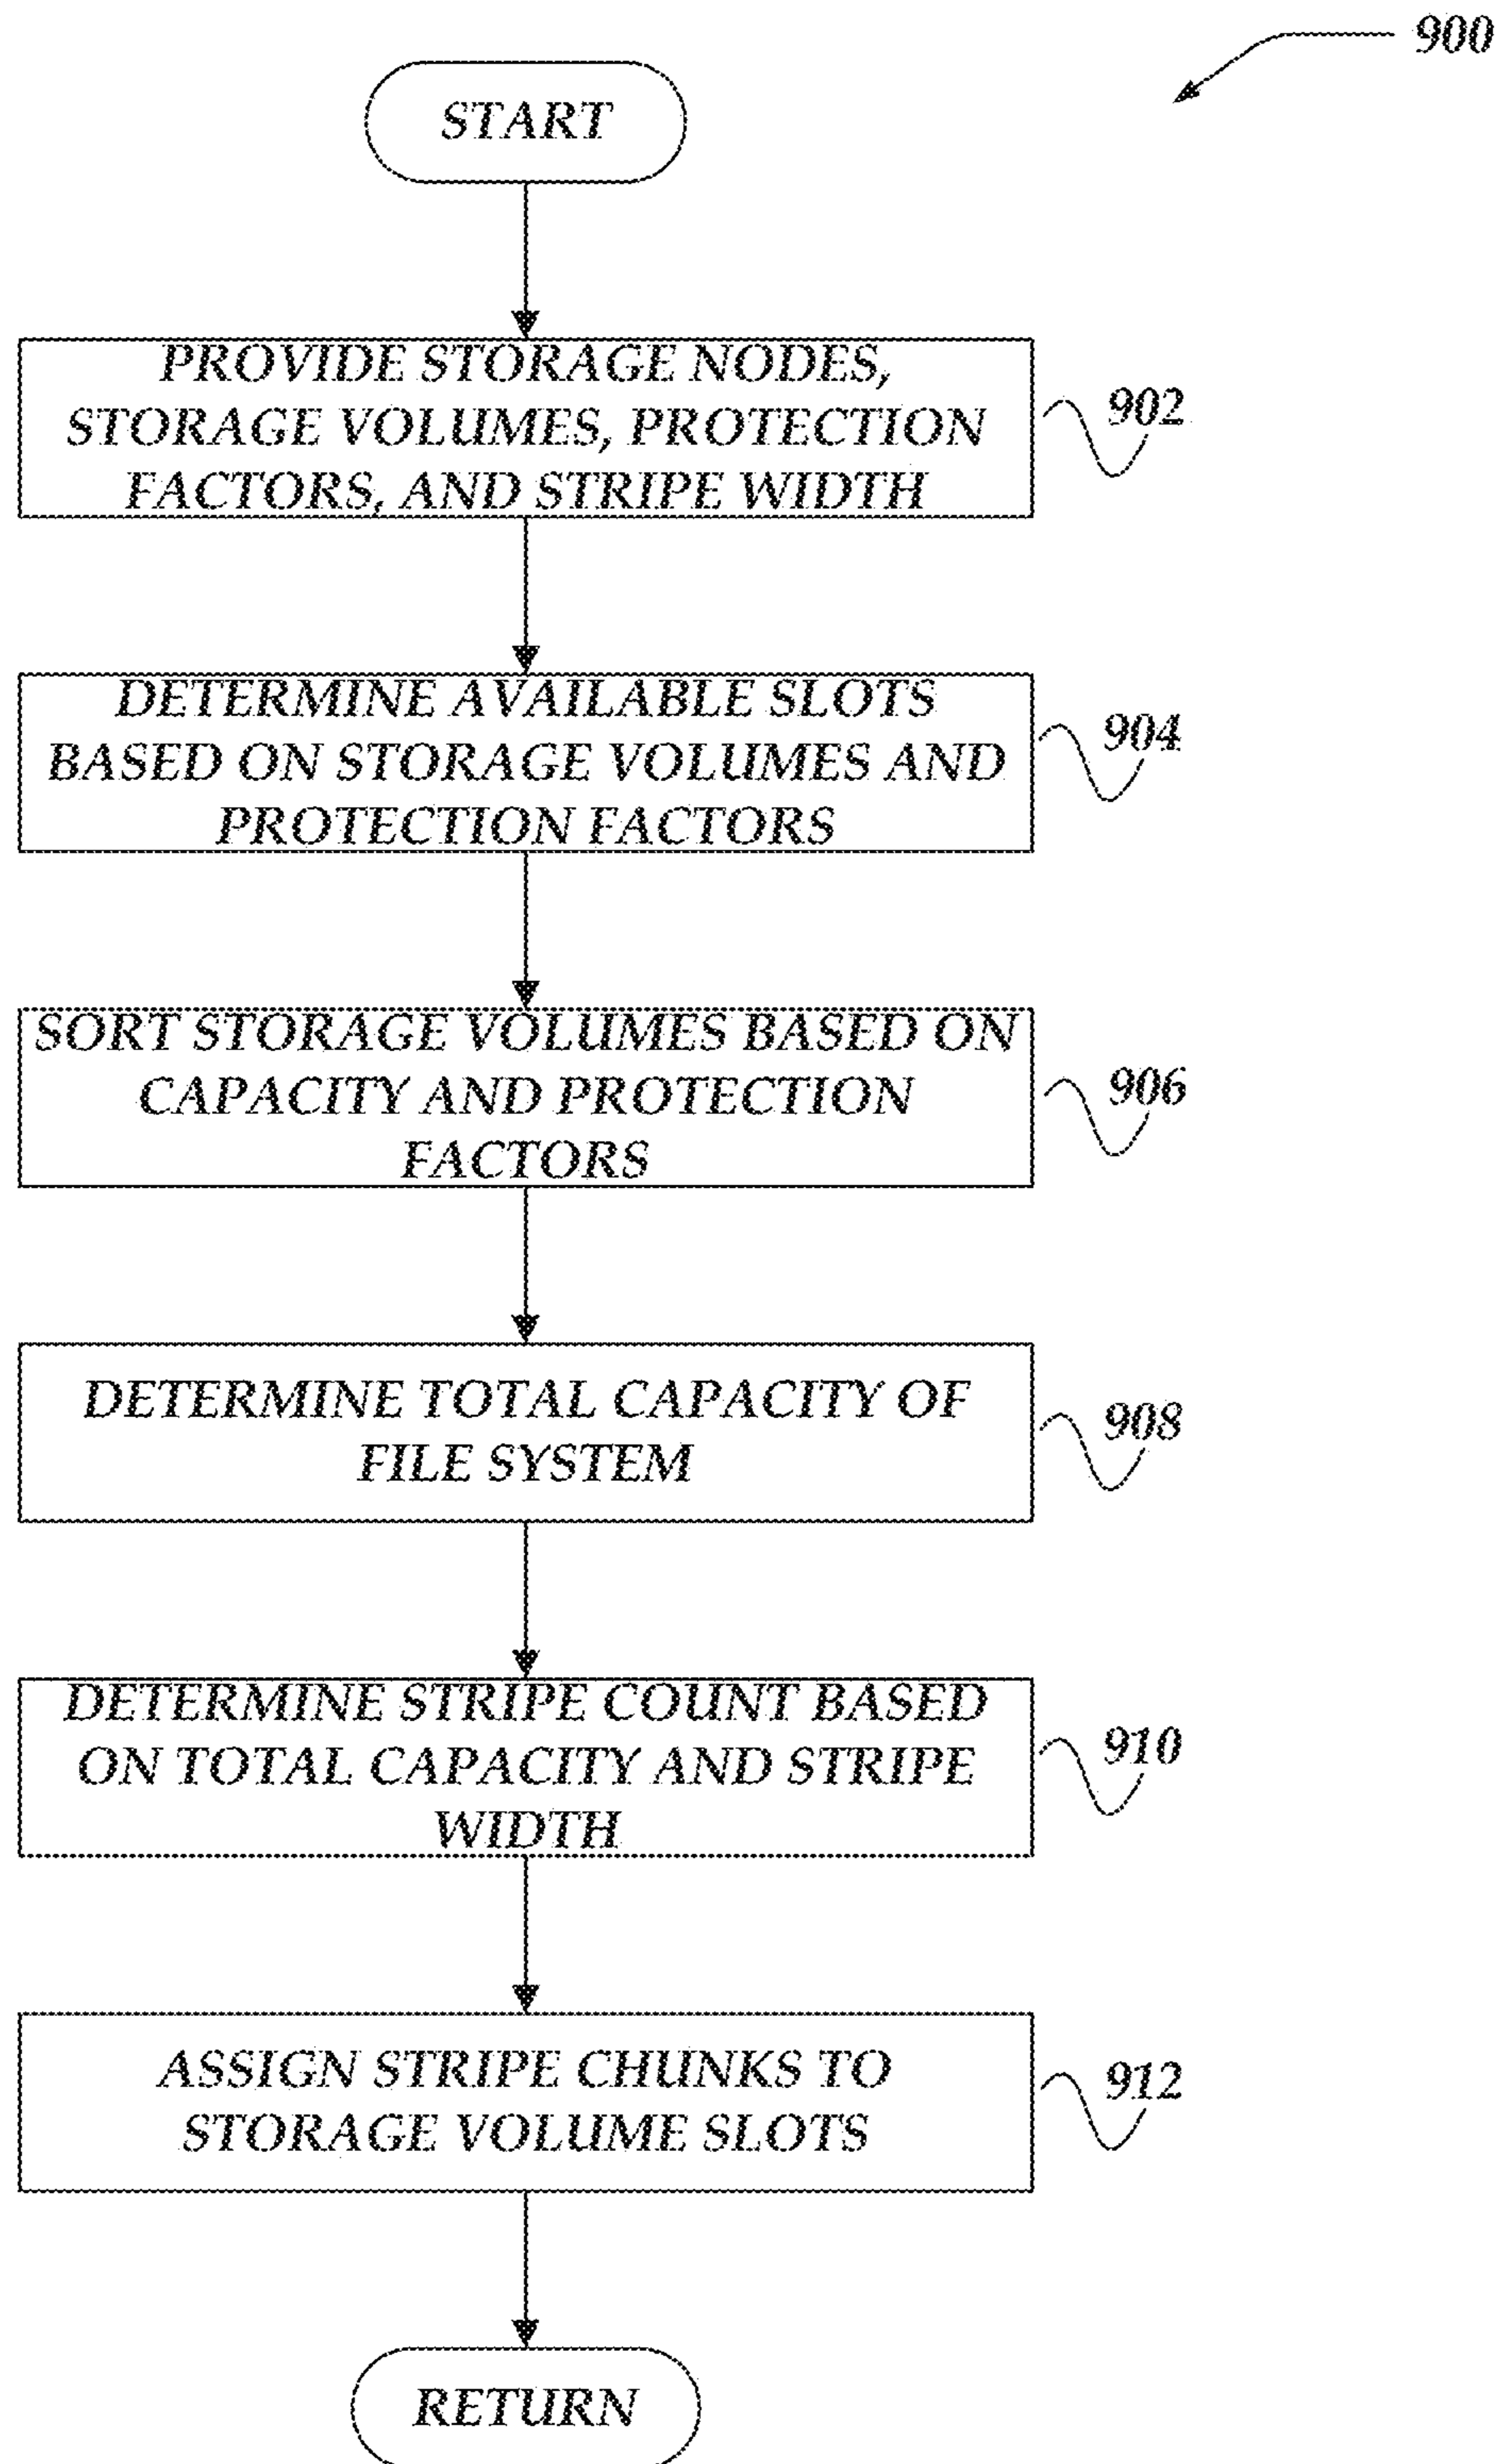 900
START
PROVIDE STORAGE NODES,
STORAGE VOLUMES, PROTECTION
FACTORS, AND STRIPE WIDTH
902
DETERMINE AVAILABLE SLOTS
BASED ON STORAGE VOLUMES AND
PROTECTION FACTORS
904
SORT STORAGE VOLUMES BASED ON
CAPACITY AND PROTECTION
FACTORS
906
DETERMINE TOTAL CAPACITY OF
FILE SYSTEM
908
DETERMINE STRIPE COUNT BASED
ON TOTAL CAPACITY AND STRIPE
WIDTH
910
ASSIGN STRIPE CHUNKS TO
STORAGE VOLUME SLOTS
912
RETURN